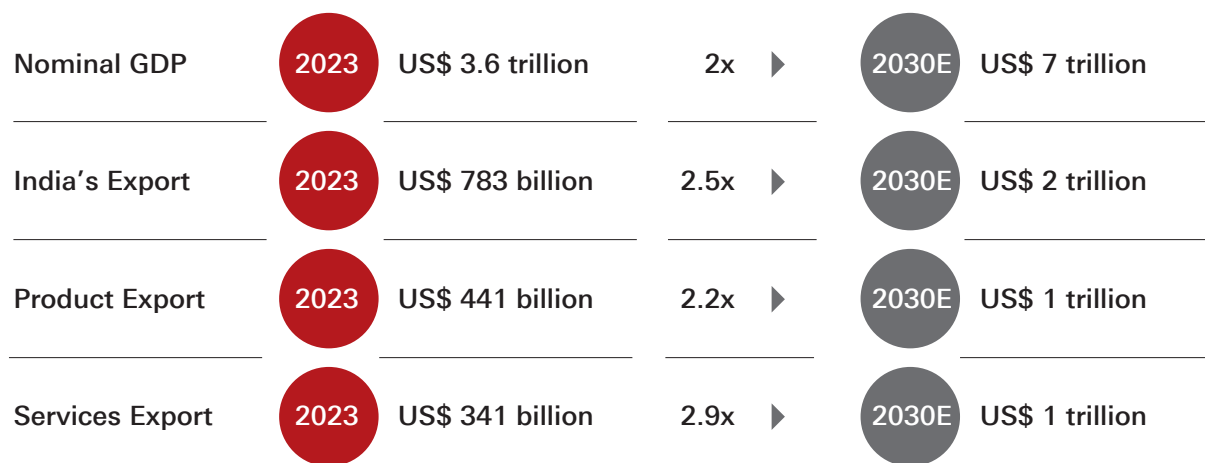 Nominal GDP 2023 US$ 3.6 trillion 2x 2030E US$ 7 trillion
India’s Export 2023 US$ 783 billion 2.5x 2030E US$ 2 trillion
Product Export 2023 US$ 441 billion 2.2x 2030E US$ 1 trillion
Services Export 2023 US$ 341 billion 2.9x 2030E US$ 1 trillion